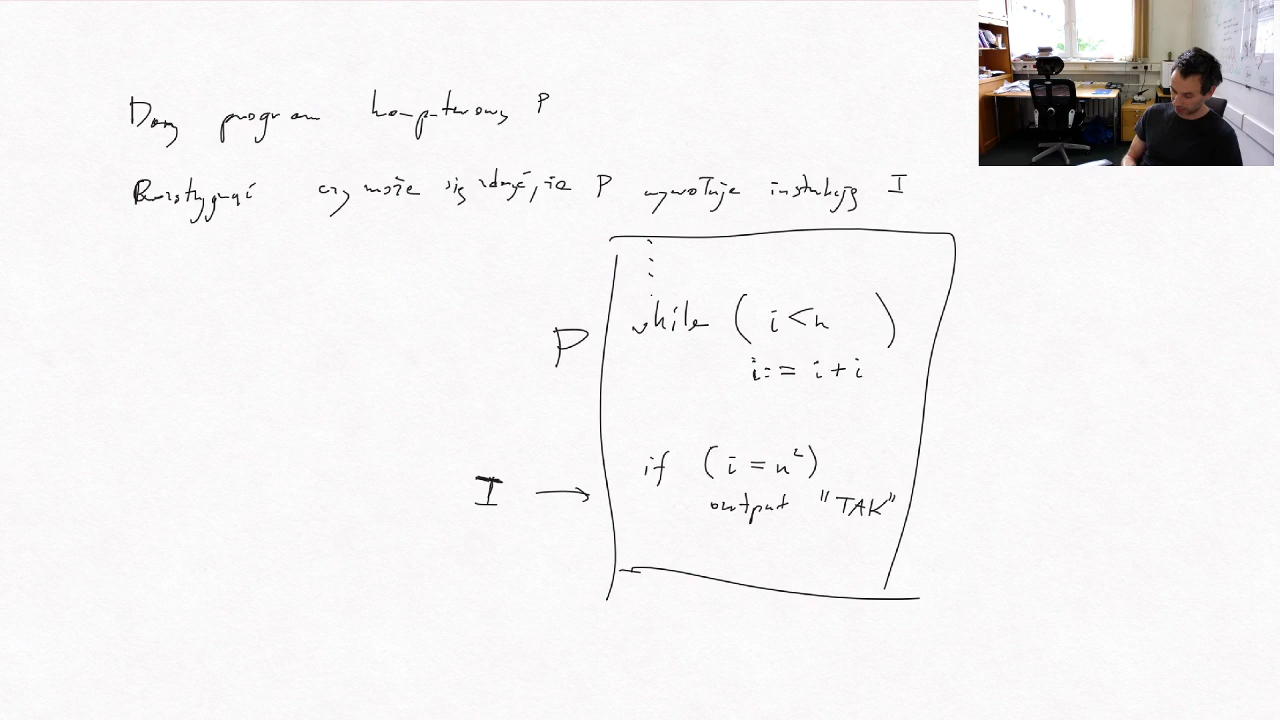 Dany program komputerowy P
Rozstrzygnąć czy może się zdarzyć, że P wywołuje instrukcję I
while ( i < n )
P
i := i + i
if ( i = n² )
I →
output "TAK"